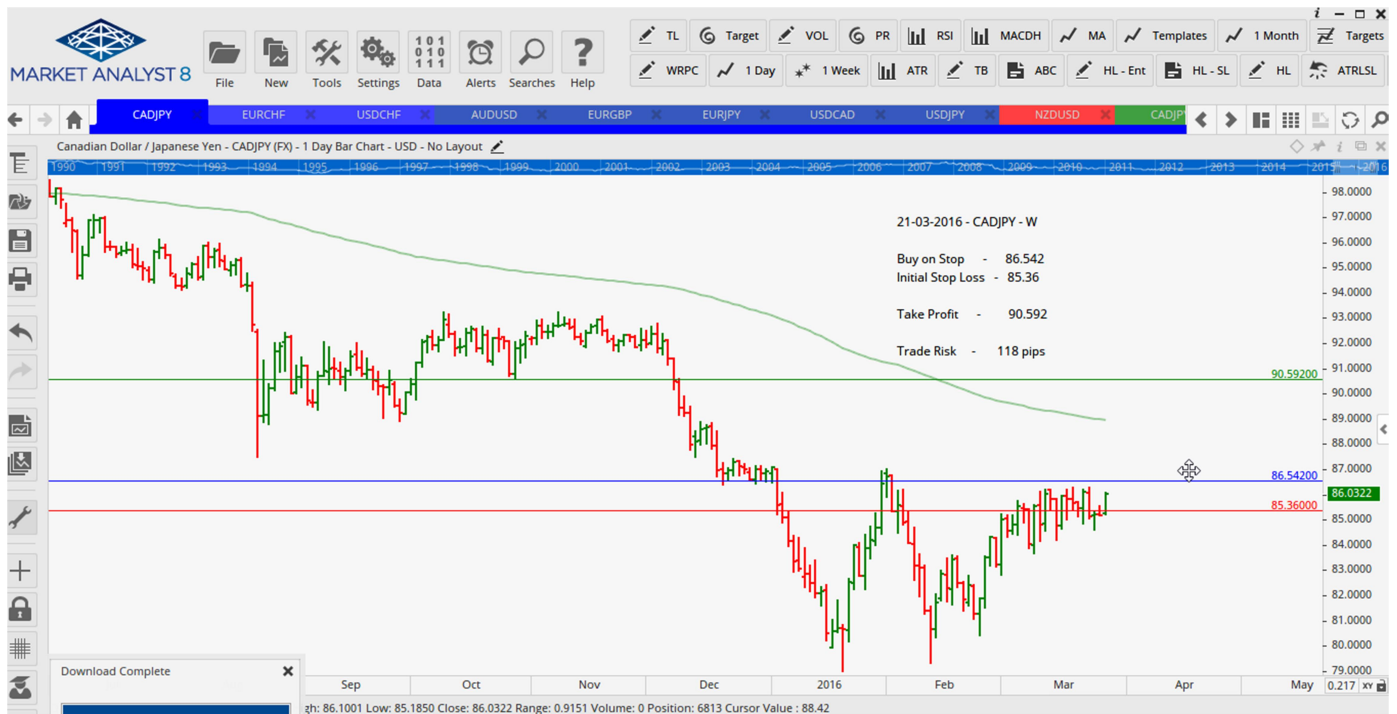 i
MARKET ANALYST 8
File New Tools Settings Data Alerts Searches Help
101
010
111
TL Target VOL PR RSI MACDH MA Templates 1 Month Targets
WRPC 1 Day 1 Week ATR TB ABC HL - Ent HL - SL HL ATRLSL
CADJPY EURCHF USDCHF AUDUSD EURGBP EURJPY USDCAD USDJPY NZDUSD CADJPY
Canadian Dollar / Japanese Yen - CADJPY (FX) - 1 Day Bar Chart - USD - No Layout
1990 1991 1992 1993 1994 1995 1996 1997 1998 1999 2000 2001 2002 2003 2004 2005 2006 2007 2008 2009 2010 2011 2012 2013 2014 2015 2016
98.0000
21-03-2016 - CADJPY - W
97.0000
96.0000
Buy on Stop - 86.542
95.0000
Initial Stop Loss - 85.36
94.0000
Take Profit - 90.592
93.0000
92.0000
Trade Risk - 118 pips
91.0000
90.59200
90.0000
89.0000
88.0000
87.0000
86.54200
86.0322
85.36000
85.0000
84.0000
83.0000
82.0000
81.0000
80.0000
79.0000
Download Complete
Sep Oct Nov Dec 2016 Feb Mar Apr May 0.217 XY
gh: 86.1001 Low: 85.1850 Close: 86.0322 Range: 0.9151 Volume: 0 Position: 6813 Cursor Value : 88.42